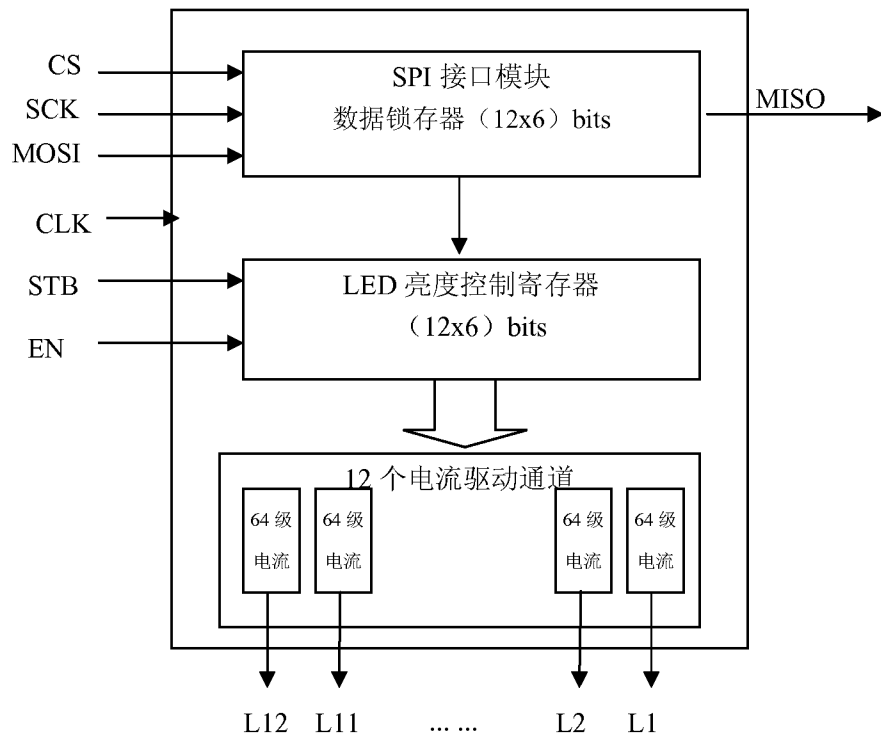 CS
SCK
MOSI
CLK
STB
EN
SPI 接口模块
数据锁存器（12x6）bits
MISO
LED 亮度控制寄存器
（12x6）bits
12 个电流驱动通道
64 级
电流
64 级
电流
64 级
电流
64 级
电流
L12
L11
... ...
L2
L1